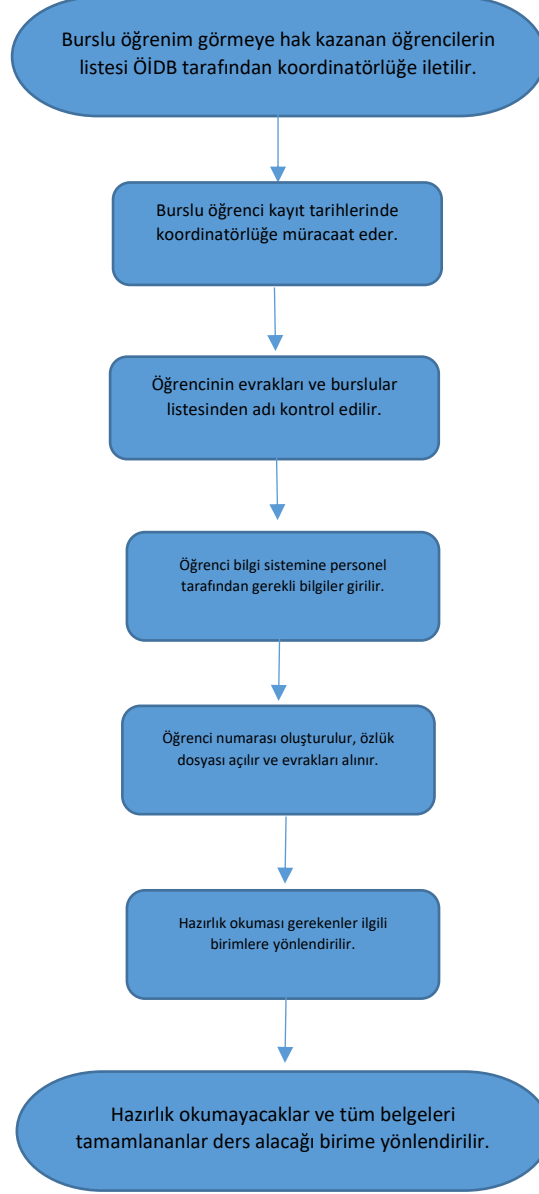 Burslu öğrenim görmeye hak kazanan öğrencilerin
listesi ÖİDB tarafından koordinatörlüğe iletilir.
Burslu öğrenci kayıt tarihlerinde
koordinatörlüğe müracaat eder.
Öğrencinin evrakları ve burslular
listesinden adı kontrol edilir.
Öğrenci bilgi sistemine personel
tarafından gerekli bilgiler girilir.
Öğrenci numarası oluşturulur, özlük
dosyası açılır ve evrakları alınır.
Hazırlık okuması gerekenler ilgili
birimlere yönlendirilir.
Hazırlık okumayacaklar ve tüm belgeleri
tamamlananlar ders alacağı birime yönlendirilir.